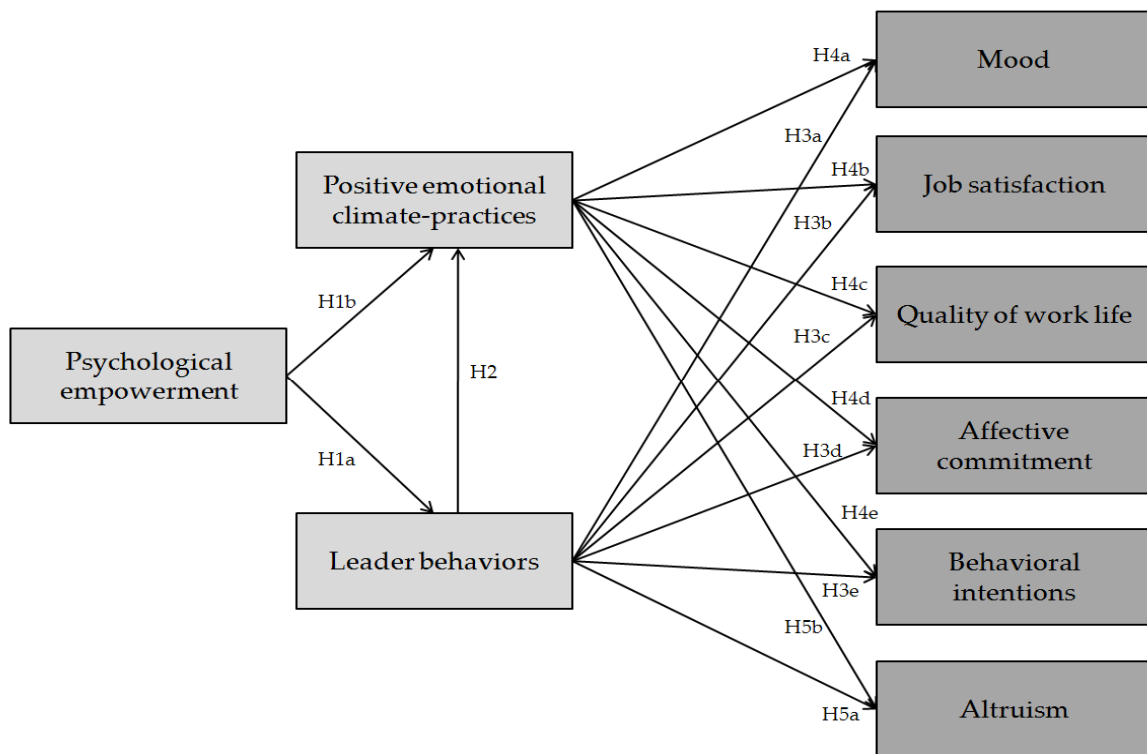 Mood
H4a
H3a
Positive emotional
climate-practices
H4b
Job satisfaction
H3b
H4c
Quality of work life
H1b
H3c
Psychological
empowerment
H2
H4d
Affective
commitment
H1a
H3d
H4e
Leader behaviors
Behavioral
intentions
H3e
H5b
Altruism
H5a